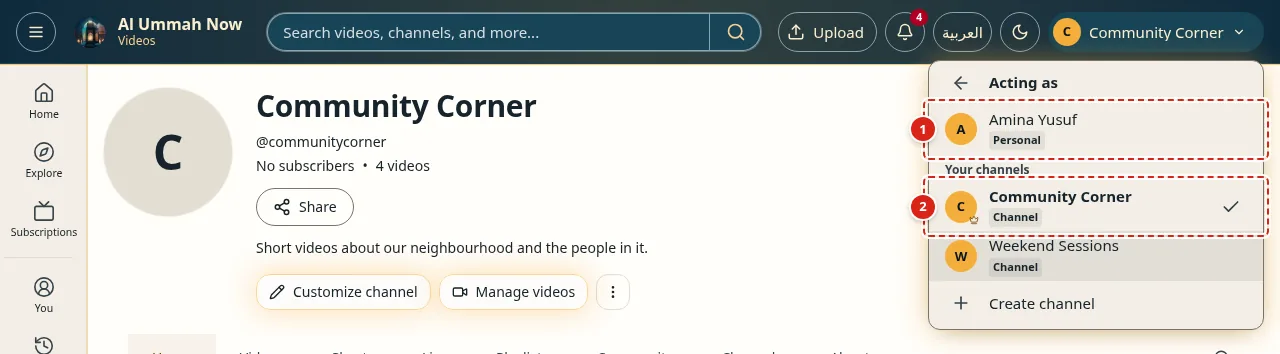 Al Ummah Now
Videos
Search videos, channels, and more...
Upload
4
العربية
C
Community Corner
Home
Explore
Subscriptions
You
C
Community Corner
@communitycorner
No subscribers • 4 videos
Share
Short videos about our neighbourhood and the people in it.
Customize channel
Manage videos
Acting as
1
A
Amina Yusuf
Personal
Your channels
2
C
Community Corner
Channel
W
Weekend Sessions
Channel
Create channel